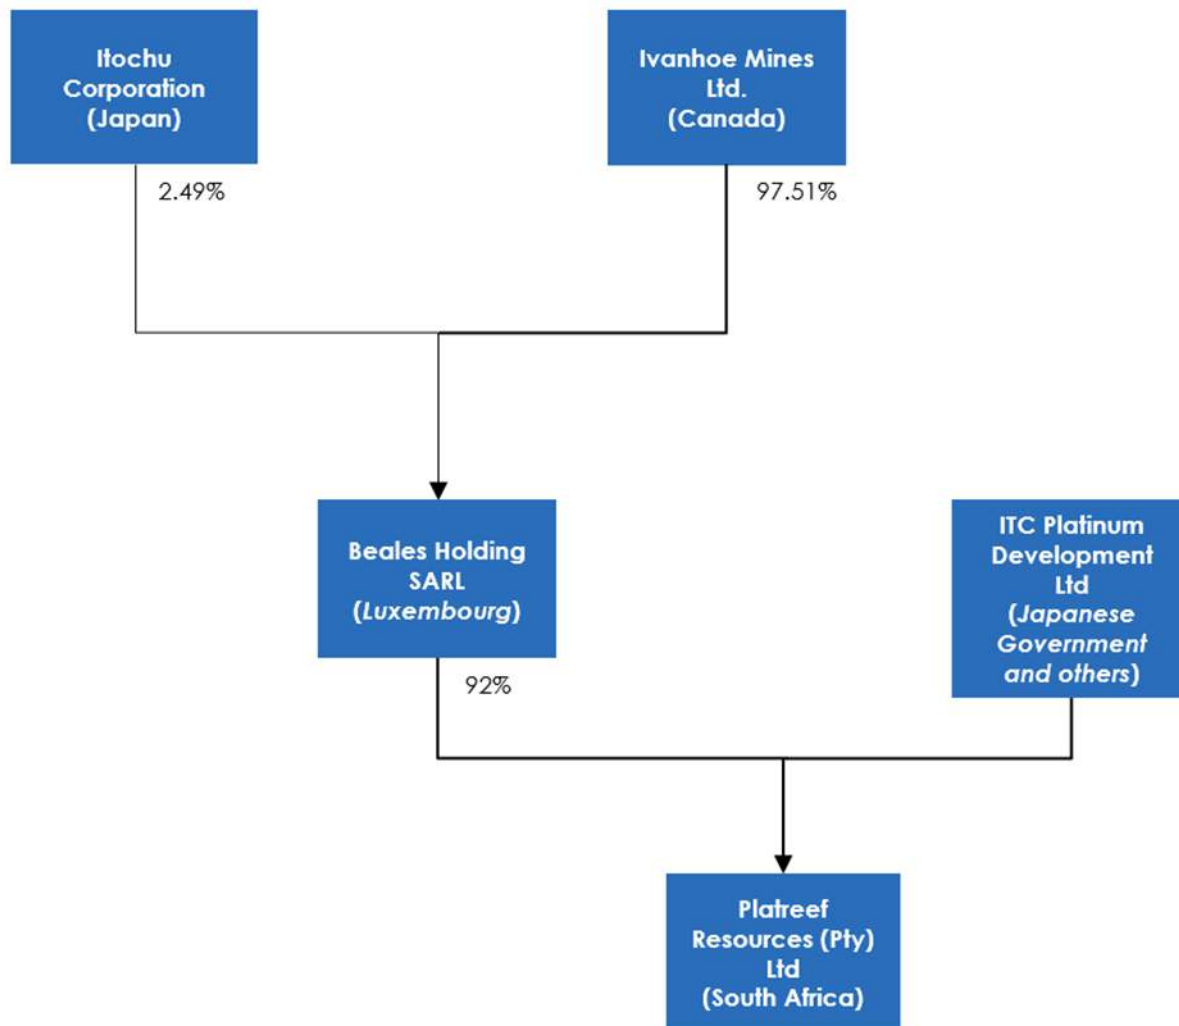 Itochu
Corporation
(Japan)
Ivanhoe Mines
Ltd.
(Canada)
2.49%
97.51%
Beales Holding
SARL
(Luxembourg)
ITC Platinum
Development
Ltd
(Japanese
Government
and others)
92%
Platreef
Resources (Pty)
Ltd
(South Africa)